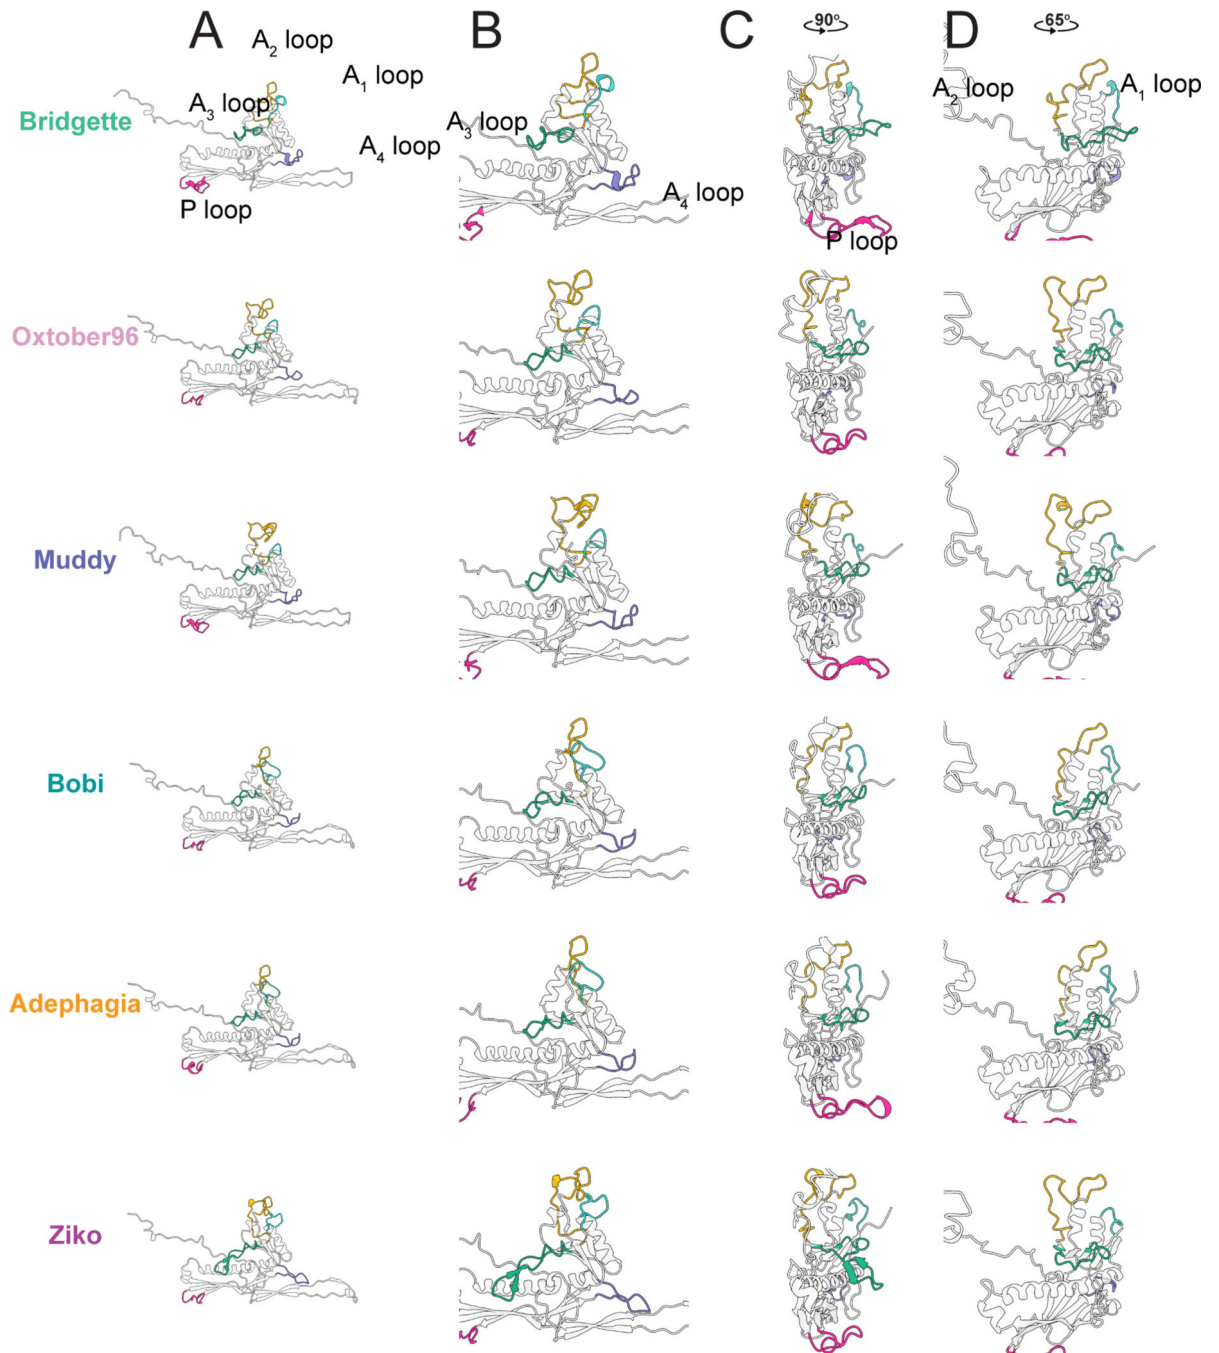 A
B
C
90°
D
65°
A₂ loop
A₁ loop
A₃ loop
A₄ loop
P loop
A₃ loop
A₄ loop
P loop
A₂ loop
A₁ loop
Bridgette
Oxtober96
Muddy
Bobi
Adephagia
Ziko